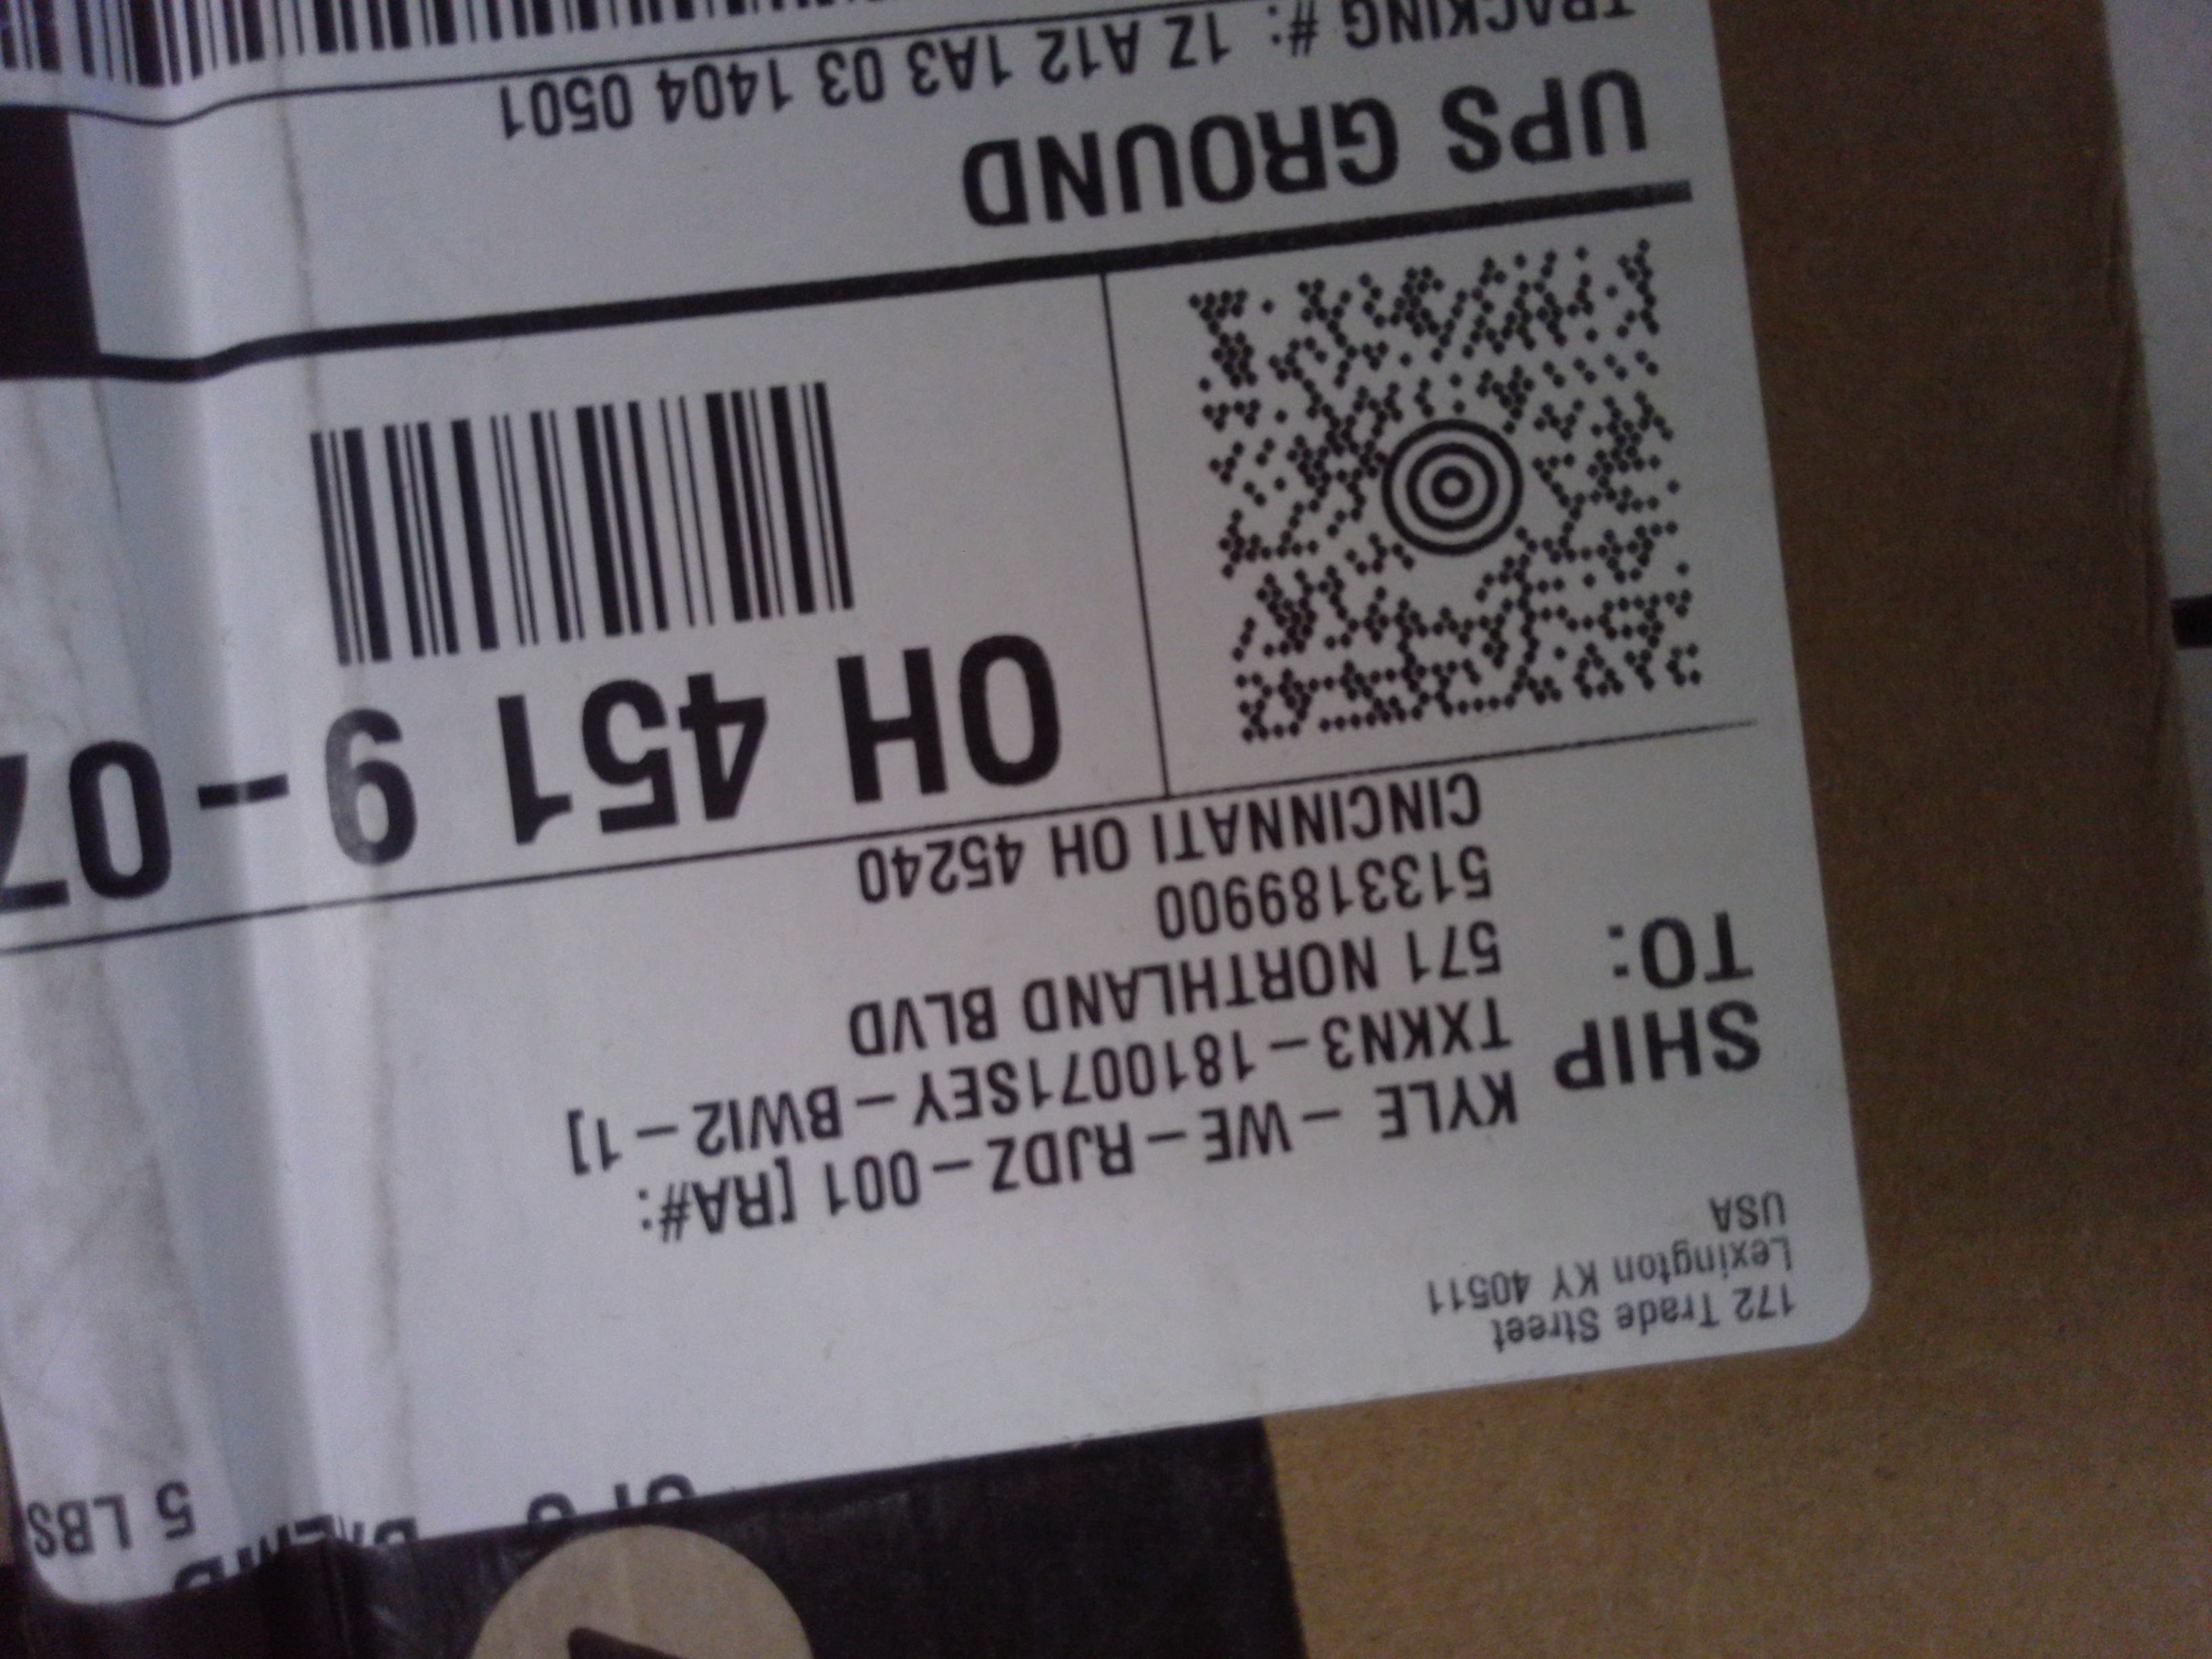 5 LBS
172 Trade Street
Lexington KY 40511
USA
SHIP
TO:
KYLE - WE - RJDZ - 001 [RA#:
TXKN3 - 1810071SEY - BWI2 - 1]
571 NORTHLAND BLVD
5133189900
CINCINNATI OH 45240
OH 451 9 - 07
UPS GROUND
TRACKING #: 1Z A12 1A3 03 1404 0501